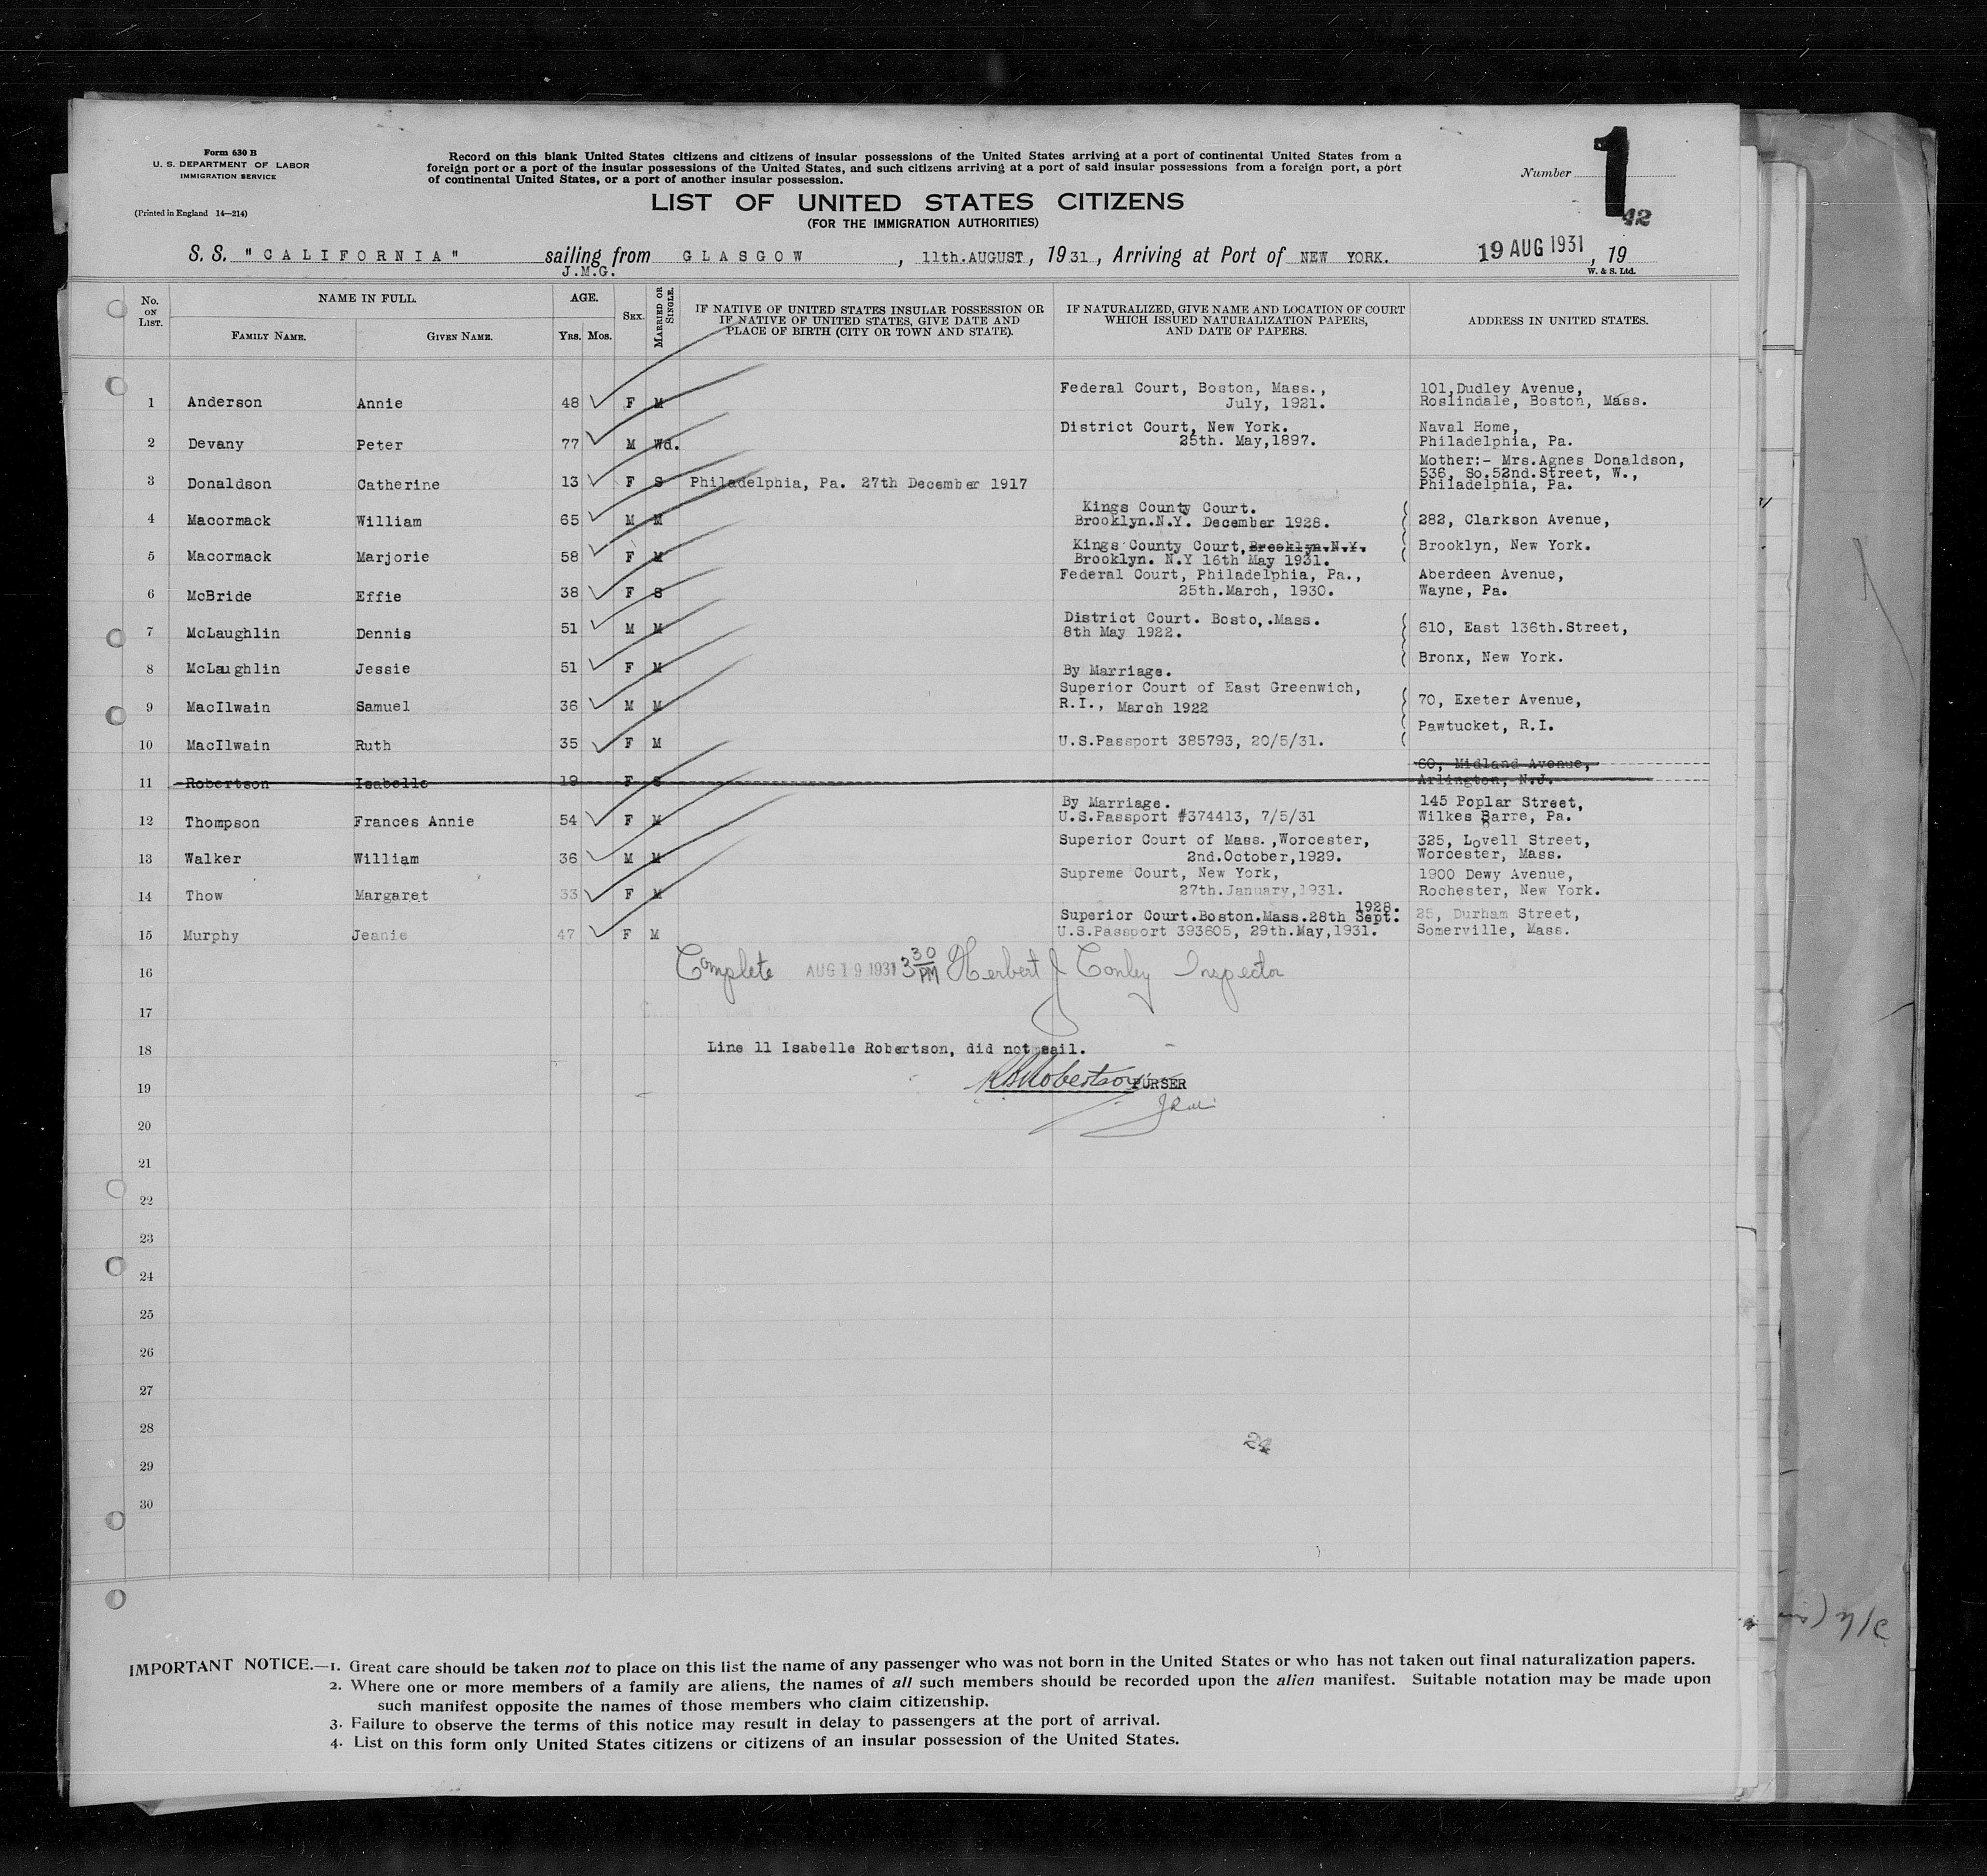 Form 630 B
U. S. DEPARTMENT OF LABOR
IMMIGRATION SERVICE
(Printed in England 14—214)
Record on this blank United States citizens and citizens of insular possessions of the United States arriving at a port of continental United States from a
foreign port or a port of the insular possessions of the United States, and such citizens arriving at a port of said insular possessions from a foreign port, a port
of continental United States, or a port of another insular possession.
Number 1
42
LIST OF UNITED STATES CITIZENS
(FOR THE IMMIGRATION AUTHORITIES)
S. S. "CALIFORNIA" sailing from GLASGOW, 11th.AUGUST, 1931, Arriving at Port of NEW YORK. 19 AUG 1931, 19
J.M.G.
W. & S. Ltd.
No. ON LIST.
NAME IN FULL.
FAMILY NAME. GIVEN NAME.
AGE.
YRS. MOS.
SEX.
MARRIED OR SINGLE.
IF NATIVE OF UNITED STATES INSULAR POSSESSION OR
IF NATIVE OF UNITED STATES, GIVE DATE AND
PLACE OF BIRTH (CITY OR TOWN AND STATE).
IF NATURALIZED, GIVE NAME AND LOCATION OF COURT
WHICH ISSUED NATURALIZATION PAPERS,
AND DATE OF PAPERS.
ADDRESS IN UNITED STATES.
1 Anderson Annie 48 F M Federal Court, Boston, Mass., July, 1921. 101,Dudley Avenue, Roslindale, Boston, Mass.
2 Devany Peter 77 M Wd. District Court, New York. 25th. May,1897. Naval Home, Philadelphia, Pa.
3 Donaldson Catherine 13 F S Philadelphia, Pa. 27th December 1917 Mother:- Mrs.Agnes Donaldson, 536, So,52nd.Street, W., Philadelphia, Pa.
4 Macormack William 65 M M Kings County Court. Brooklyn.N.Y. December 1928. 282, Clarkson Avenue,
5 Macormack Marjorie 58 F M Kings County Court, Brooklyn.N.Y. Brooklyn. N.Y 16th May 1931. Brooklyn, New York.
6 McBride Effie 38 F S Federal Court, Philadelphia, Pa., 25th.March, 1930. Aberdeen Avenue, Wayne, Pa.
7 McLaughlin Dennis 51 M M District Court. Bosto,.Mass. 8th May 1922. 610, East 136th.Street,
8 McLaughlin Jessie 51 F M By Marriage. Bronx, New York.
9 MacIlwain Samuel 36 M M Superior Court of East Greenwich, R.I., March 1922 70, Exeter Avenue,
10 MacIlwain Ruth 35 F M U.S.Passport 385793, 20/5/31. Pawtucket, R.I.
11 Robertson Isabelle 19 F S 60, Midland Avenue, Arlington, N.J.
12 Thompson Frances Annie 54 F M By Marriage. U.S.Passport #374413, 7/5/31 145 Poplar Street, Wilkes Barre, Pa.
13 Walker William 36 M M Superior Court of Mass.,Worcester, 2nd.October,1929. 325, Lovell Street, Worcester, Mass.
14 Thow Margaret 33 F M Supreme Court, New York, 27th.January,1931. 1900 Dewy Avenue, Rochester, New York.
15 Murphy Jeanie 47 F M Superior Court.Boston.Mass.28th Sept. 1928. U.S.Passport 393605, 29th.May,1931. 25, Durham Street, Somerville, Mass.
16 Complete AUG 19 1931 3 30 PM Herbert J Conley Inspector
17
18 Line 11 Isabelle Robertson, did not sail.
19 Robertson PURSER
20
21
22
23
24
25
26
27
28
24
29
30
IMPORTANT NOTICE.—1. Great care should be taken not to place on this list the name of any passenger who was not born in the United States or who has not taken out final naturalization papers.
2. Where one or more members of a family are aliens, the names of all such members should be recorded upon the alien manifest. Suitable notation may be made upon
such manifest opposite the names of those members who claim citizenship.
3. Failure to observe the terms of this notice may result in delay to passengers at the port of arrival.
4. List on this form only United States citizens or citizens of an insular possession of the United States.